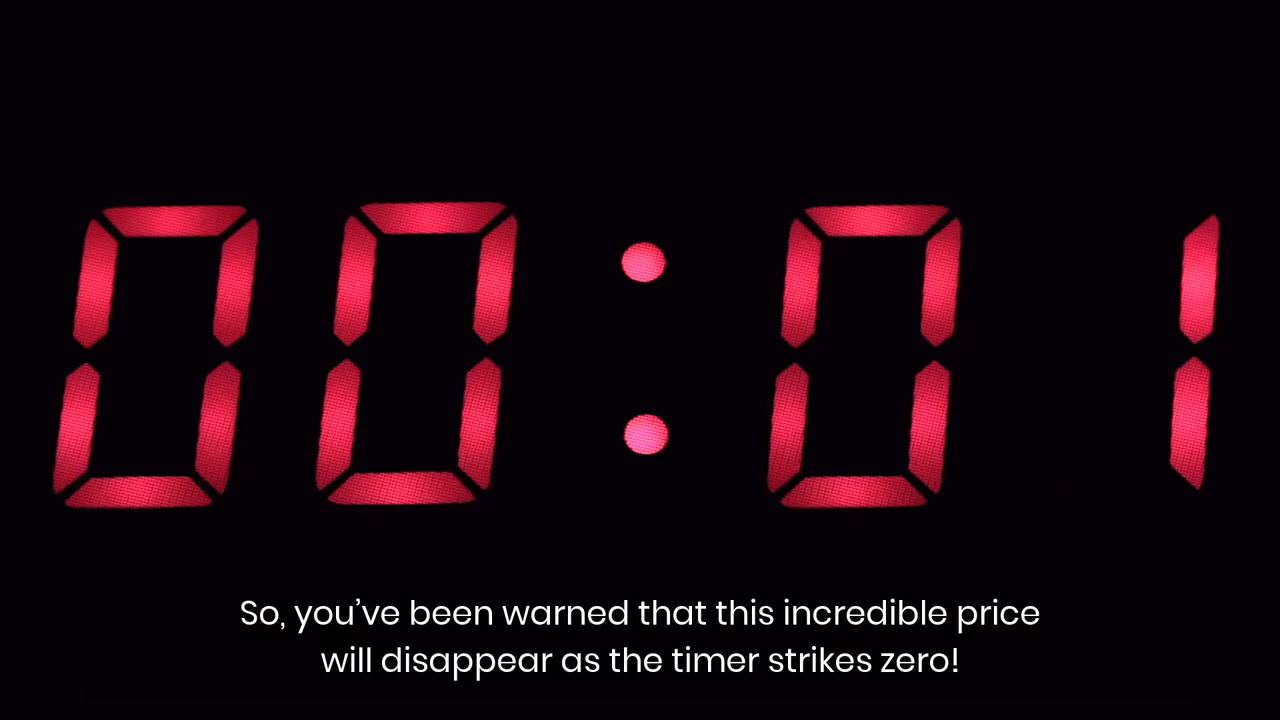 00:01
So, you’ve been warned that this incredible price
will disappear as the timer strikes zero!